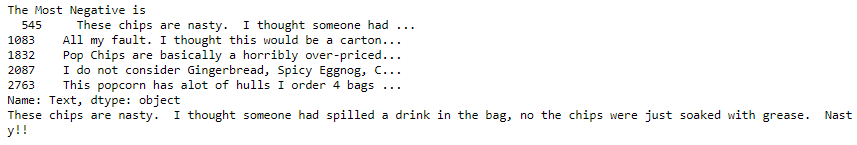 The Most Negative is
545 These chips are nasty. I thought someone had ...
1083 All my fault. I thought this would be a carton...
1832 Pop Chips are basically a horribly over-priced...
2087 I do not consider Gingerbread, Spicy Eggnog, C...
2763 This popcorn has alot of hulls I order 4 bags ...
Name: Text, dtype: object
These chips are nasty. I thought someone had spilled a drink in the bag, no the chips were just soaked with grease. Nast
y!!